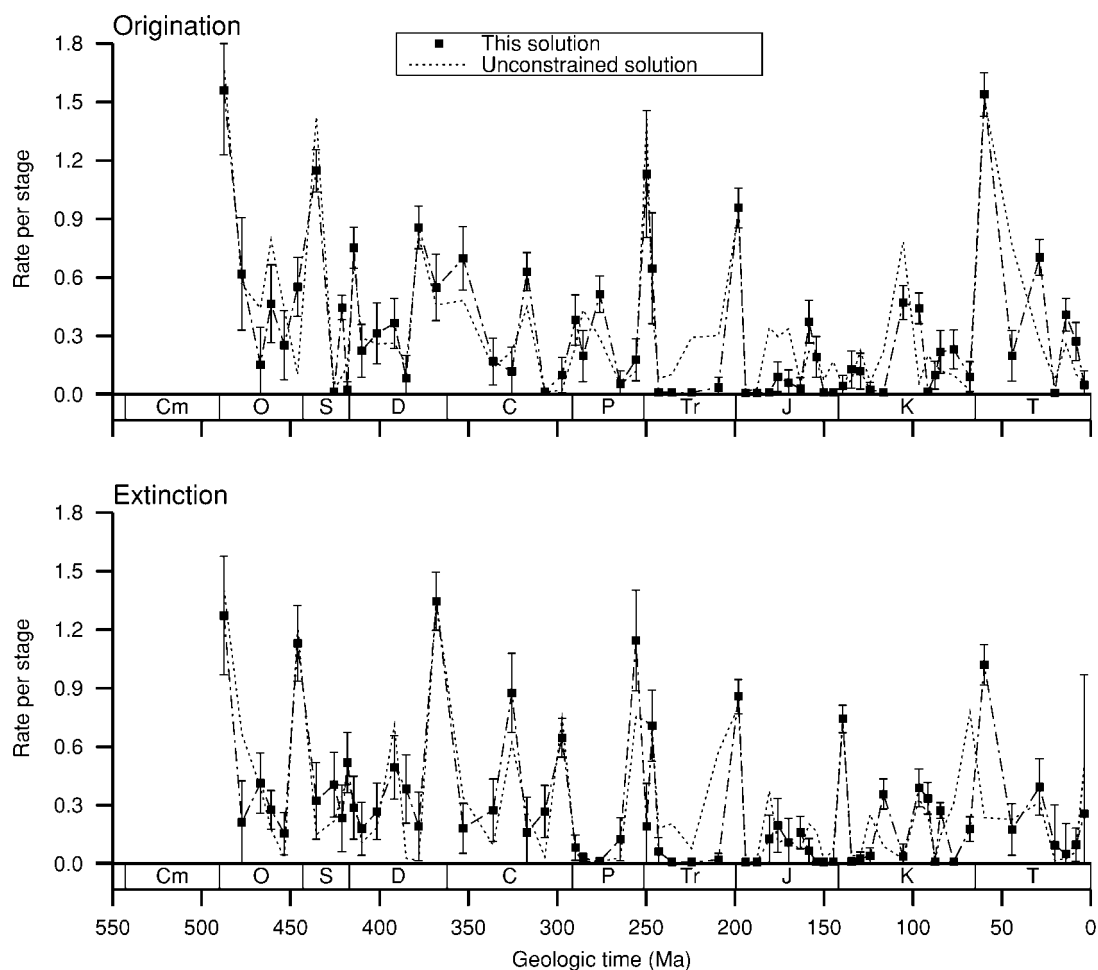 Origination
This solution
Unconstrained solution
Rate per stage
1.8
1.5
1.2
0.9
0.6
0.3
0.0
Cm O S D C P Tr J K T
Extinction
Rate per stage
1.8
1.5
1.2
0.9
0.6
0.3
0.0
Cm O S D C P Tr J K T
550 500 450 400 350 300 250 200 150 100 50 0
Geologic time (Ma)